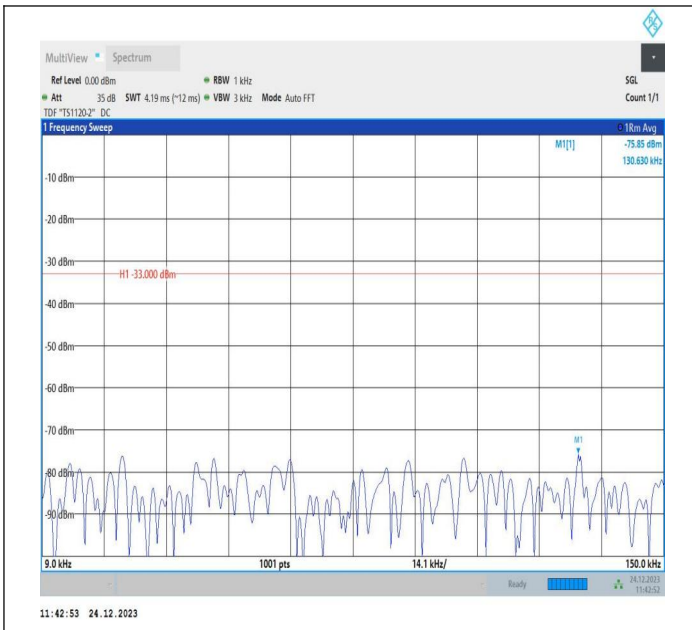 R&S
MultiView Spectrum
Ref Level 0.00 dBm RBW 1 kHz SGL
Att 35 dB SWT 4.19 ms (~12 ms) VBW 3 kHz Mode Auto FFT Count 1/1
TDF "TS1120-2" DC
1 Frequency Sweep 1Rm Avg
M1[1] -75.85 dBm
130.630 kHz
-10 dBm
-20 dBm
-30 dBm
H1 -33.000 dBm
-40 dBm
-50 dBm
-60 dBm
-70 dBm
M1
-80 dBm
-90 dBm
9.0 kHz 1001 pts 14.1 kHz/ 150.0 kHz
Ready 24.12.2023
11:42:52
11:42:53 24.12.2023